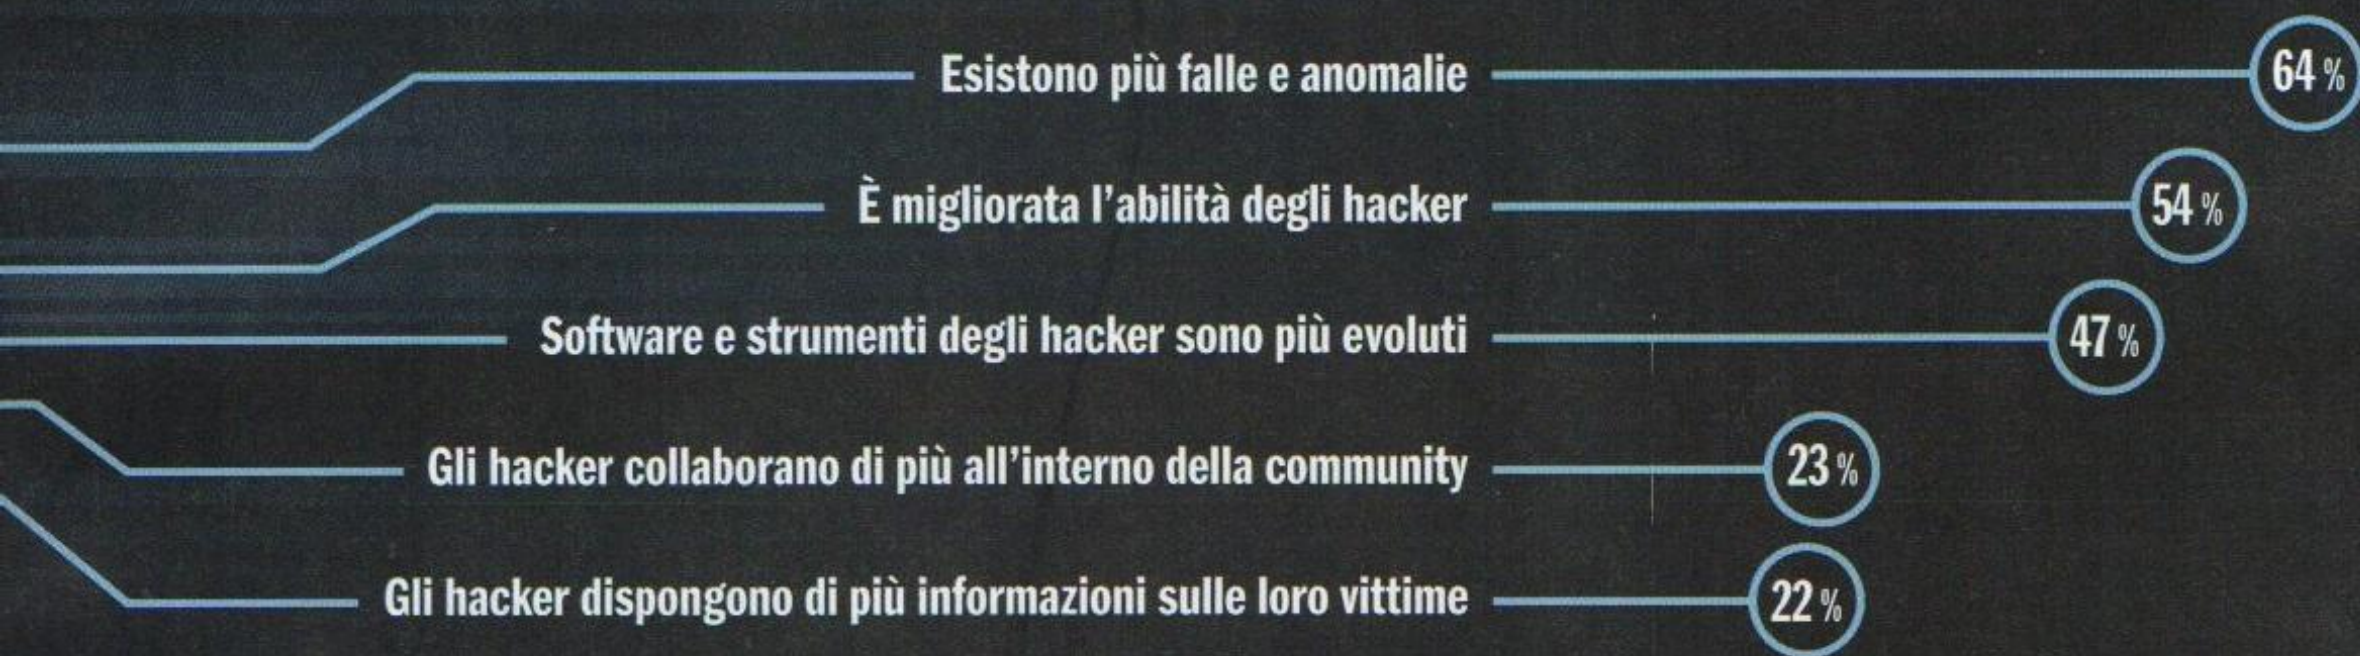 Esistono più falle e anomalie 64 %
È migliorata l'abilità degli hacker 54 %
Software e strumenti degli hacker sono più evoluti 47 %
Gli hacker collaborano di più all'interno della community 23 %
Gli hacker dispongono di più informazioni sulle loro vittime 22 %